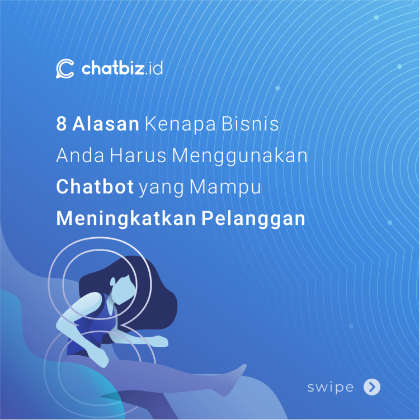 chatbiz.id
8 Alasan Kenapa Bisnis
Anda Harus Menggunakan
Chatbot yang Mampu
Meningkatkan Pelanggan
swipe